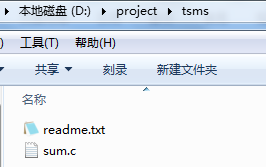 本地磁盘 (D:) ▸ project ▸ tsms
工具(T) 帮助(H)
共享 刻录 新建文件夹
名称
readme.txt
sum.c